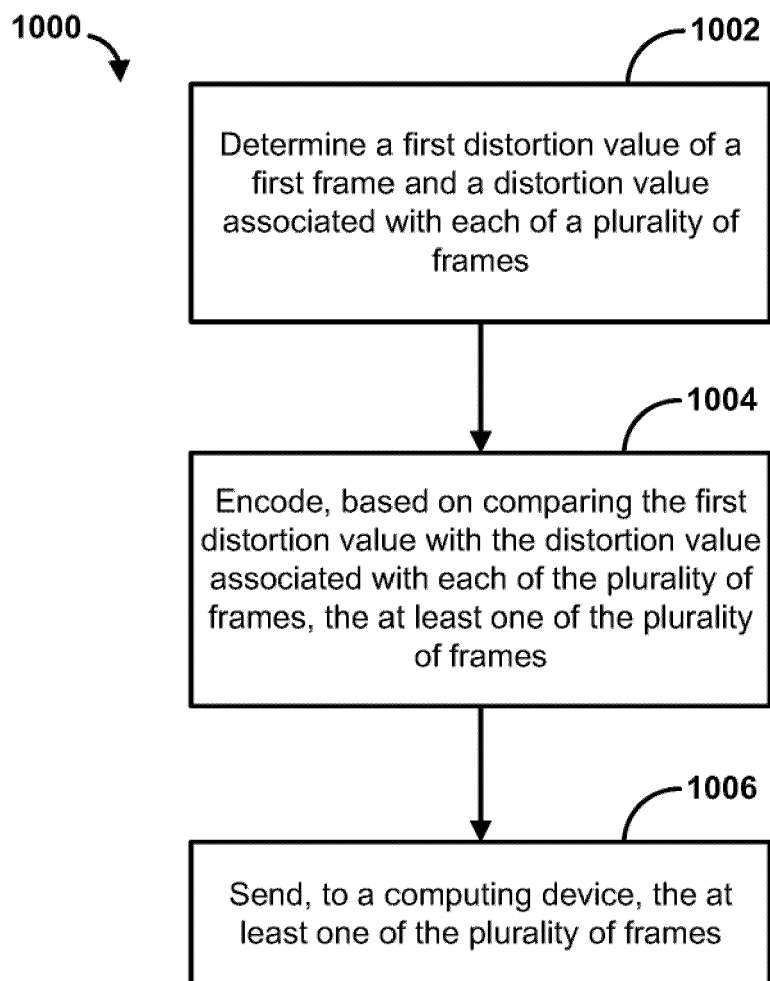 1000
1002
Determine a first distortion value of a
first frame and a distortion value
associated with each of a plurality of
frames
1004
Encode, based on comparing the first
distortion value with the distortion value
associated with each of the plurality of
frames, the at least one of the plurality
of frames
1006
Send, to a computing device, the at
least one of the plurality of frames